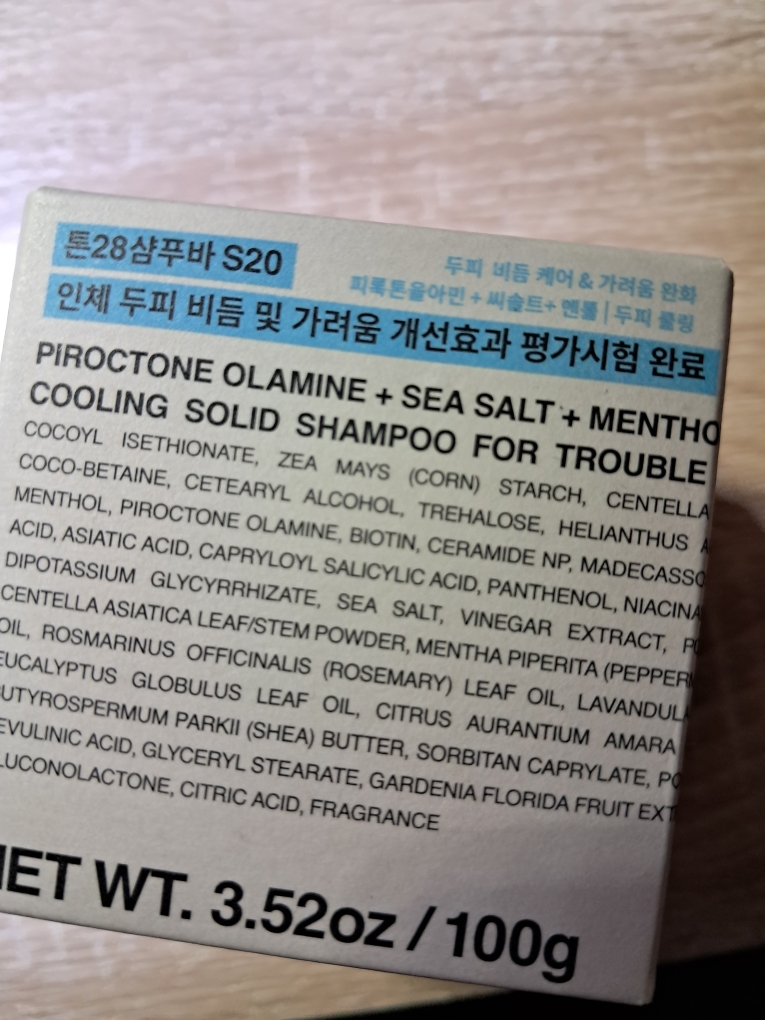 톤28샴푸바 S20
두피 비듬 케어 & 가려움 완화
피록톤올아민 + 씨솔트+ 멘톨 | 두피 쿨링
인체 두피 비듬 및 가려움 개선효과 평가시험 완료
PIROCTONE OLAMINE + SEA SALT + MENTHO
COOLING SOLID SHAMPOO FOR TROUBLE
COCOYL ISETHIONATE, ZEA MAYS (CORN) STARCH, CENTELLA
COCO-BETAINE, CETEARYL ALCOHOL, TREHALOSE, HELIANTHUS A
MENTHOL, PIROCTONE OLAMINE, BIOTIN, CERAMIDE NP, MADECASSO
ACID, ASIATIC ACID, CAPRYLOYL SALICYLIC ACID, PANTHENOL, NIACINA
DIPOTASSIUM GLYCYRRHIZATE, SEA SALT, VINEGAR EXTRACT, PO
CENTELLA ASIATICA LEAF/STEM POWDER, MENTHA PIPERITA (PEPPERM
OIL, ROSMARINUS OFFICINALIS (ROSEMARY) LEAF OIL, LAVANDULA
EUCALYPTUS GLOBULUS LEAF OIL, CITRUS AURANTIUM AMARA
BUTYROSPERMUM PARKII (SHEA) BUTTER, SORBITAN CAPRYLATE, PO
EVULINIC ACID, GLYCERYL STEARATE, GARDENIA FLORIDA FRUIT EXT
LUCONOLACTONE, CITRIC ACID, FRAGRANCE
NET WT. 3.52oz / 100g